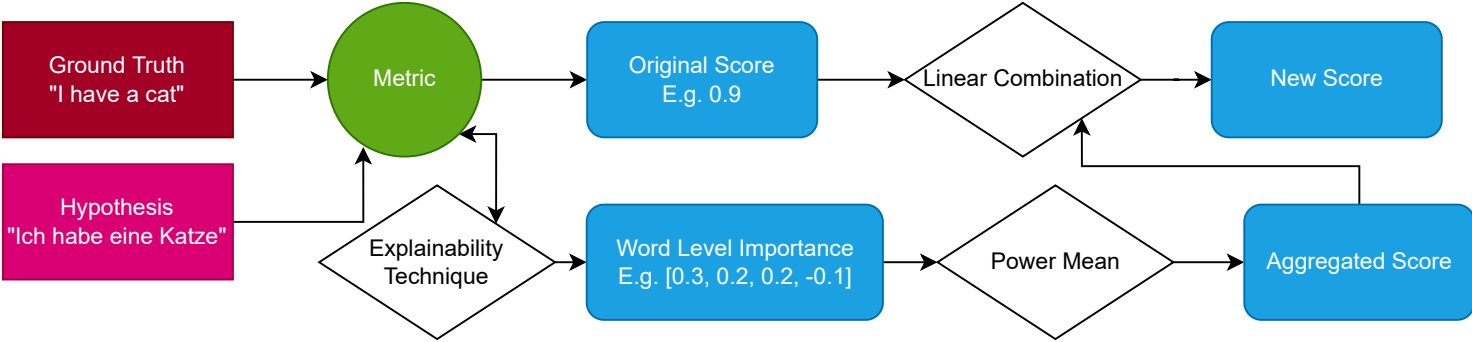 Ground Truth
"I have a cat"
Metric
Original Score
E.g. 0.9
Linear Combination
New Score
Hypothesis
"Ich habe eine Katze"
Explainability
Technique
Word Level Importance
E.g. [0.3, 0.2, 0.2, -0.1]
Power Mean
Aggregated Score